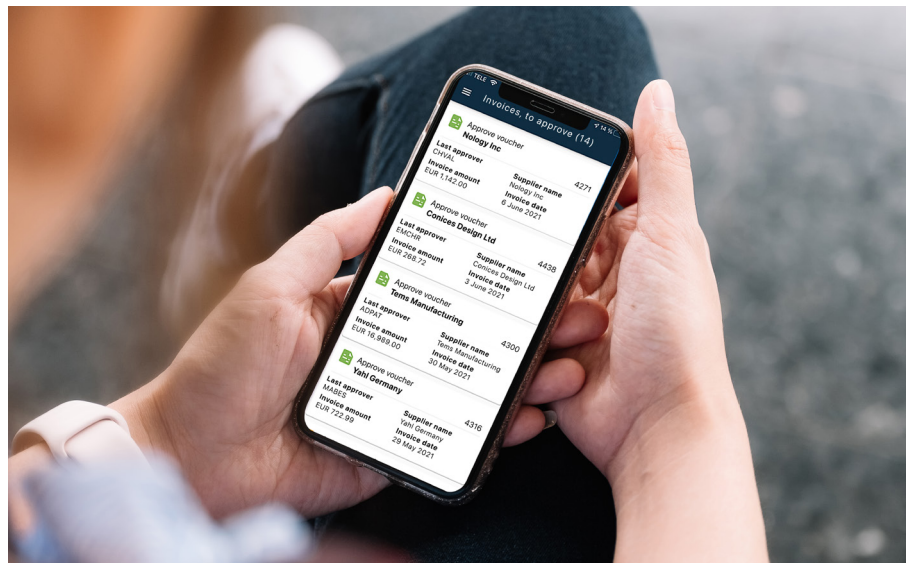 TELE
14 %
Invoices, to approve (14)
Approve voucher
Nology Inc
4271
Last approver
CHVAL
Supplier name
Nology Inc
Invoice amount
EUR 1,142.00
Invoice date
6 June 2021
Approve voucher
Conices Design Ltd
4438
Last approver
EMCHR
Supplier name
Conices Design Ltd
Invoice amount
EUR 268.72
Invoice date
3 June 2021
Approve voucher
Tems Manufacturing
4300
Last approver
ADPAT
Supplier name
Tems Manufacturing
Invoice amount
EUR 16,989.00
Invoice date
30 May 2021
Approve voucher
Yahl Germany
4316
Last approver
MABES
Supplier name
Yahl Germany
Invoice amount
EUR 722.99
Invoice date
29 May 2021